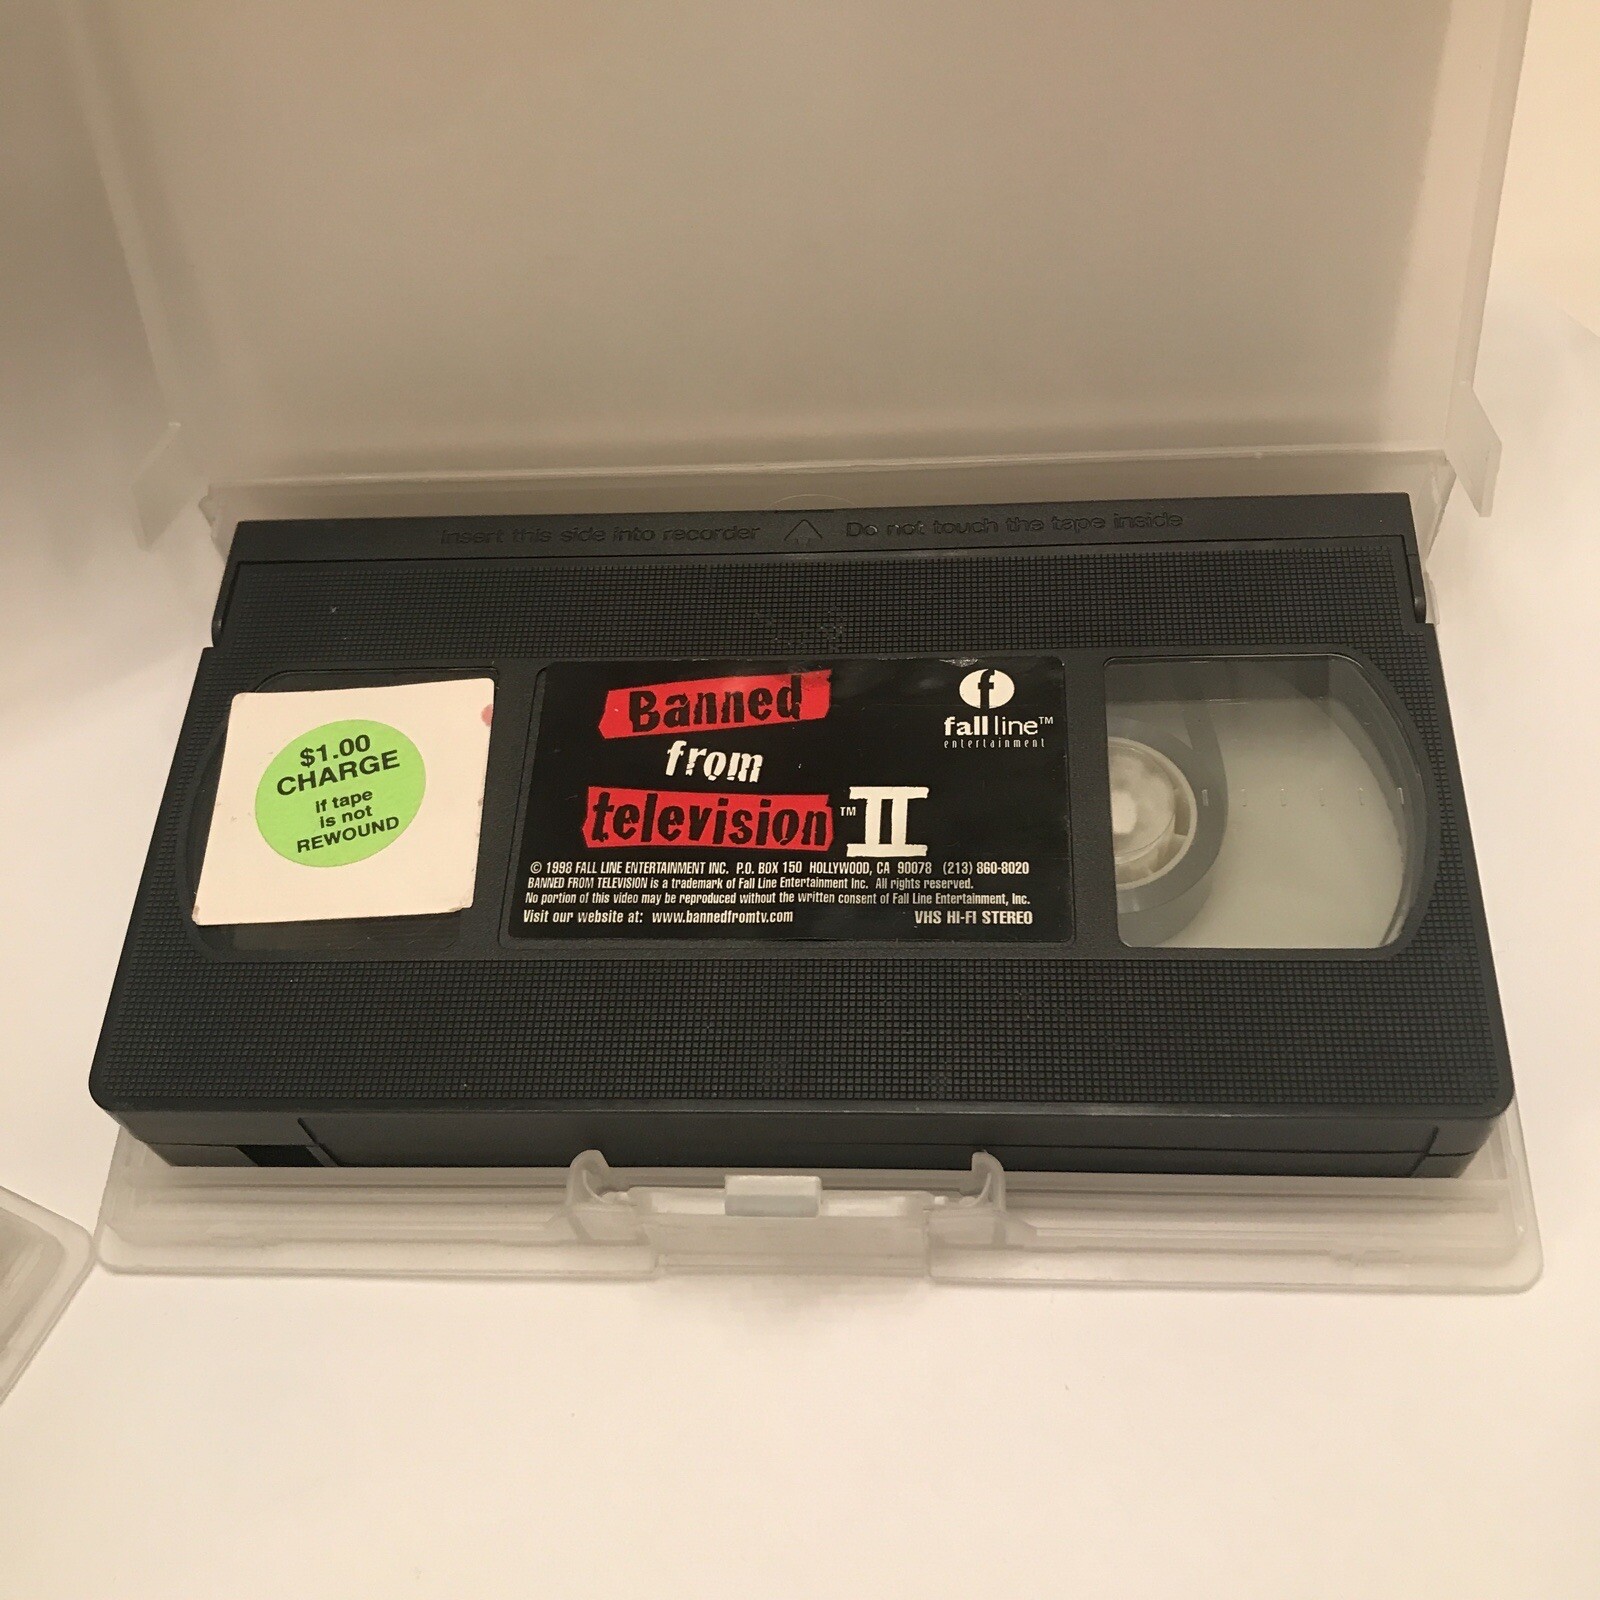 Insert this side into recorder Do not touch the tape inside
$1.00
CHARGE
If tape
is not
REWOUND
Banned
from
television™ II
f
fall line™
entertainment
© 1998 FALL LINE ENTERTAINMENT INC. P.O. BOX 150 HOLLYWOOD, CA 90078 (213) 860-8020
BANNED FROM TELEVISION is a trademark of Fall Line Entertainment Inc. All rights reserved.
No portion of this video may be reproduced without the written consent of Fall Line Entertainment, Inc.
Visit our website at: www.bannedfromtv.com VHS HI-FI STEREO